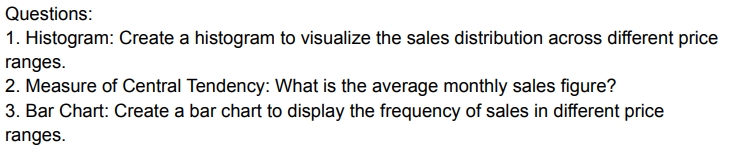 Questions:
1. Histogram: Create a histogram to visualize the sales distribution across different price
ranges.
2. Measure of Central Tendency: What is the average monthly sales figure?
3. Bar Chart: Create a bar chart to display the frequency of sales in different price
ranges.